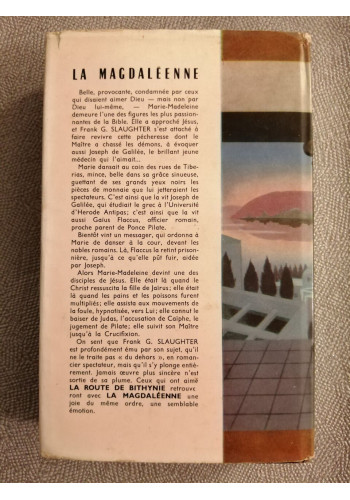 LA MAGDALÉENNE
Belle, provocante, condamnée par ceux
qui disaient aimer Dieu — mais non par
Dieu lui-même, — Marie-Madeleine
demeure l'une des figures les plus passion-
nantes de la Bible. Elle a approché Jésus,
et Frank G. SLAUGHTER s'est attaché à
faire revivre cette pécheresse dont le
Maître a chassé les démons, à évoquer
aussi Joseph de Galilée, le brillant jeune
médecin qui l'aimait...
Marie dansait au coin des rues de Tibe-
rias, mince, belle dans sa grâce sinueuse,
guettant de ses grands yeux noirs les
pièces de monnaie que lui jetteraient les
spectateurs. C'est ainsi que la vit Joseph de
Galilée, qui étudiait le grec à l'Université
d'Hérode Antipas; c'est ainsi que la vit
aussi Gaius Flaccus, officier romain,
proche parent de Ponce Pilate.
Bientôt vint un messager, qui ordonna à
Marie de danser à la cour, devant les
nobles romains. Là, Flaccus la retint prison-
nière, jusqu'à ce qu'elle pût fuir, aidée
par Joseph.
Alors Marie-Madeleine devint une des
disciples de Jésus. Elle était là quand le
Christ ressuscita la fille de Jaïrus; elle était
là quand les pains et les poissons furent
multipliés; elle assista aux mouvements de
la foule, hypnotisée, vers Lui; elle connut le
baiser de Judas, l'accusation de Caïphe, le
jugement de Pilate; elle suivit son Maître
jusqu'à la Crucifixion.
On sent que Frank G. SLAUGHTER
est profondément ému par son sujet, qu'il
ne le traite pas « du dehors », en roman-
cier spectateur, mais qu'il s'y plonge entiè-
rement. Jamais œuvre plus sincère n'est
sortie de sa plume. Ceux qui ont aimé
LA ROUTE DE BITHYNIE retrouve-
ront avec LA MAGDALÉENNE une
joie du même ordre, une semblable
émotion.